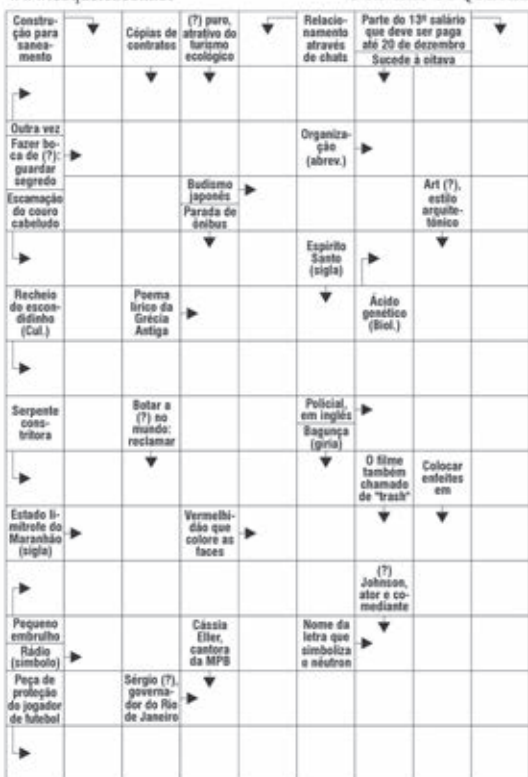 Constru-
ção para
sanea-
mento
Cópias de
contratos
(?) puro,
atrativo do
turismo
ecológico
Relacio-
namento
através
de chats
Parte do 13º salário
que deve ser paga
até 20 de dezembro
Sucede à oitava
Outra vez
Fazer bo-
ca de (?):
guardar
segredo
Organiza-
ção
(abrev.)
Escamação
do couro
cabeludo
Budismo
japonês
Parada de
ônibus
Art (?),
estilo
arquite-
tônico
Espírito
Santo
(sigla)
Recheio
do escon-
didinho
(Cul.)
Poema
lírico da
Grécia
Antiga
Ácido
genético
(Biol.)
Serpente
cons-
tritora
Botar a
(?) no
mundo:
reclamar
Policial,
em inglês
Bagunça
(gíria)
O filme
também
chamado
de "trash"
Colocar
enfeites
em
Estado li-
mítrofe do
Maranhão
(sigla)
Vermelhi-
dão que
colore as
faces
(?)
Johnson,
ator e co-
mediante
Pequeno
embrulho
Rádio
(símbolo)
Cássia
Eller,
cantora
da MPB
Nome da
letra que
simboliza
o nêutron
Peça de
proteção
do jogador
de futebol
Sérgio (?),
governa-
dor do Rio
de Janeiro